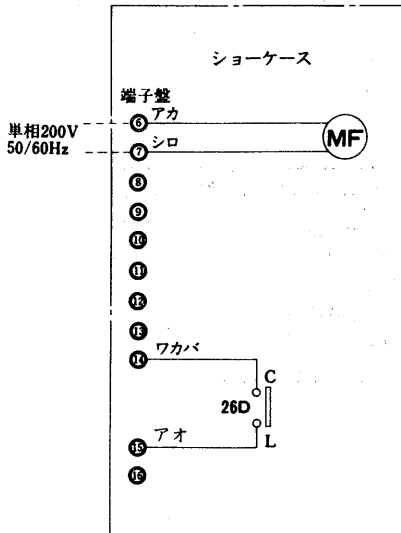 ショーケース
端子盤
⑥ アカ
単相200V
50/60Hz
MF
⑦ シロ
⑧
⑨
⑩
⑪
⑫
⑬
⑭ ワカバ
C
26D
L
⑮ アオ
⑯